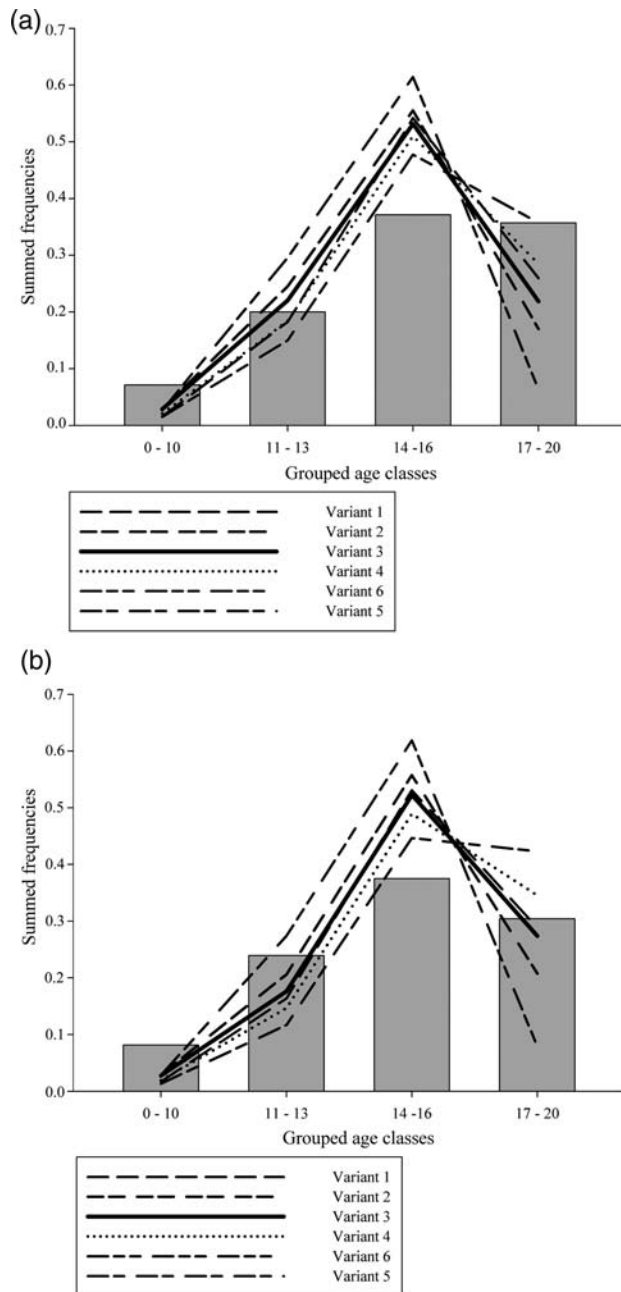 (a)
0.7
0.6
0.5
0.4
0.3
0.2
0.1
0.0
Summed frequencies
0 - 10 11 - 13 14 -16 17 - 20
Grouped age classes
Variant 1
Variant 2
Variant 3
Variant 4
Variant 6
Variant 5
(b)
0.7
0.6
0.5
0.4
0.3
0.2
0.1
0.0
Summed frequencies
0 - 10 11 - 13 14 -16 17 - 20
Grouped age classes
Variant 1
Variant 2
Variant 3
Variant 4
Variant 6
Variant 5